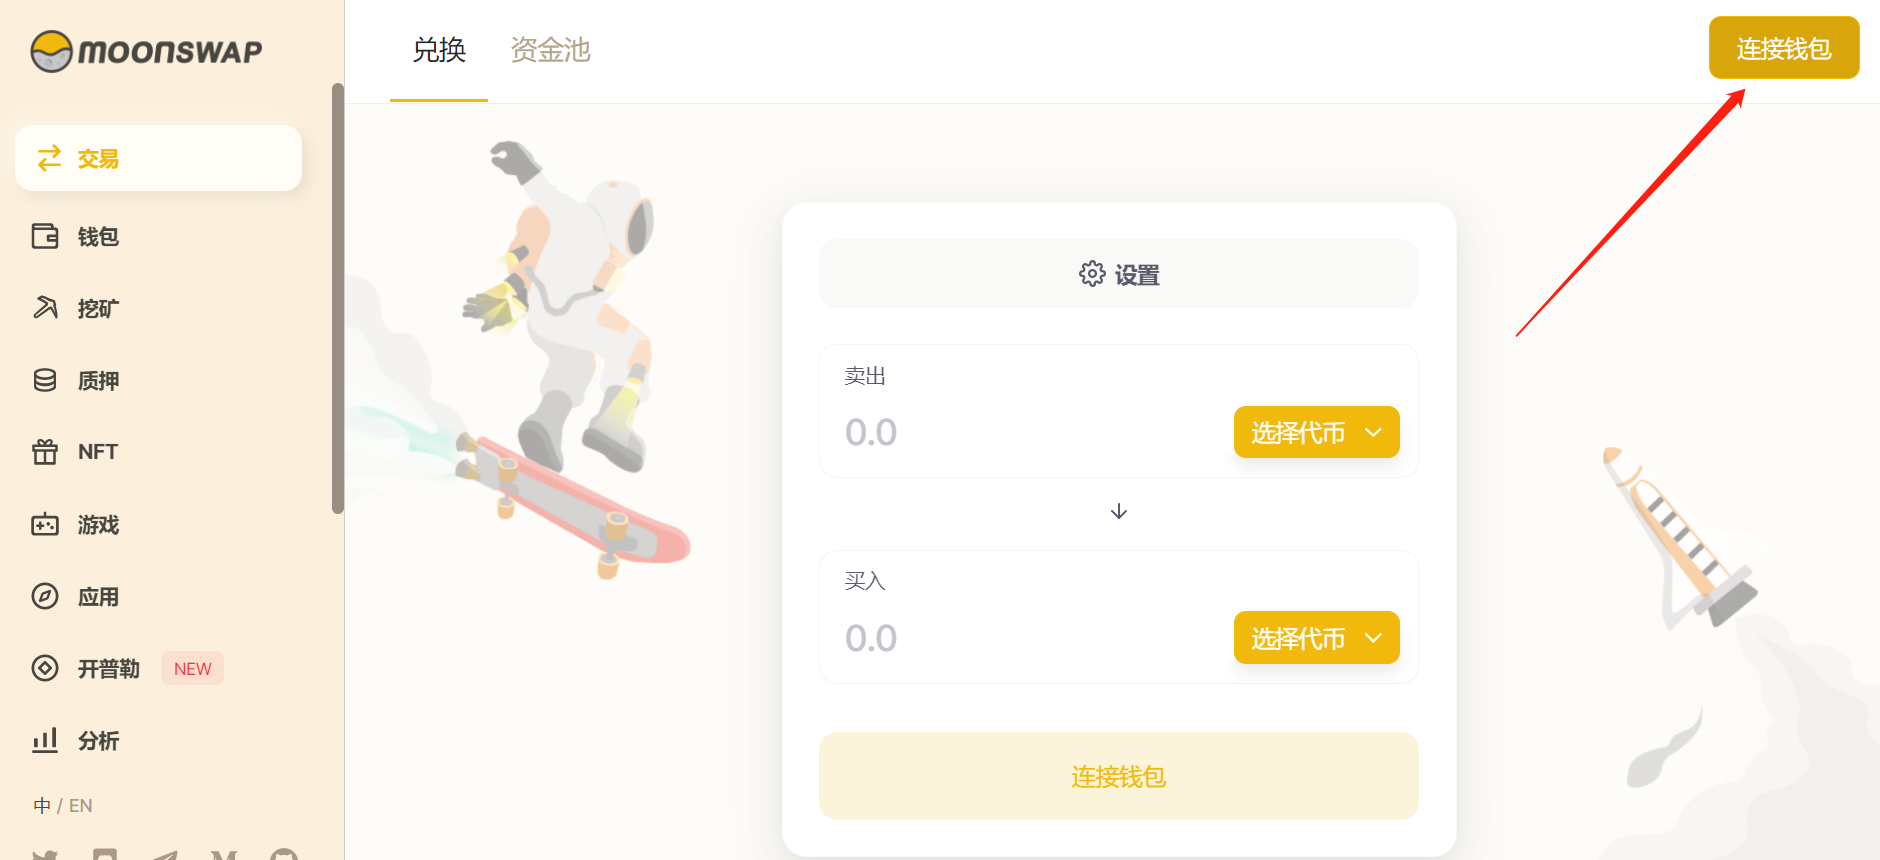 MOONSWAP
兑换
资金池
连接钱包
交易
钱包
挖矿
质押
NFT
游戏
应用
开普勒 NEW
分析
中 / EN
设置
卖出
0.0 选择代币
买入
0.0 选择代币
连接钱包